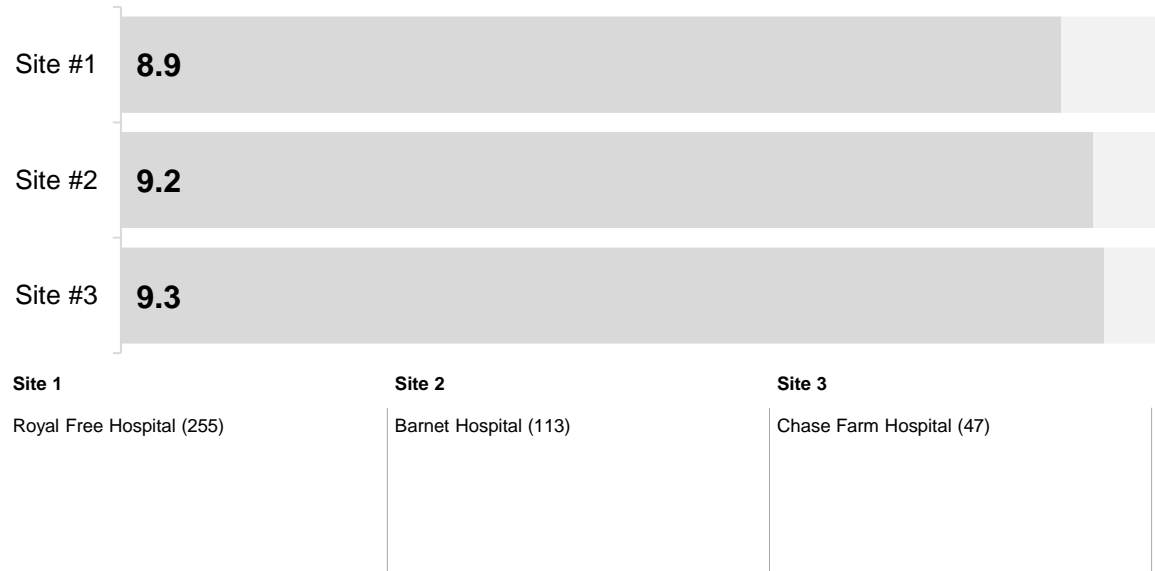 Site #1 8.9
Site #2 9.2
Site #3 9.3
Site 1 Site 2 Site 3
Royal Free Hospital (255) Barnet Hospital (113) Chase Farm Hospital (47)